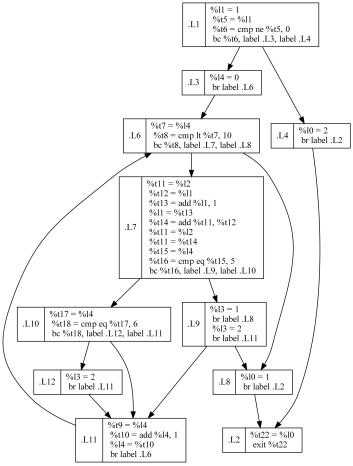 .L1
%l1 = 1
%t5 = %l1
%t6 = cmp ne %t5, 0
bc %t6, label .L3, label .L4
.L3
%l4 = 0
br label .L6
.L6
%t7 = %l4
%t8 = cmp lt %t7, 10
bc %t8, label .L7, label .L8
.L4
%l0 = 2
br label .L2
.L7
%t11 = %l2
%t12 = %l1
%t13 = add %l1, 1
%l1 = %t13
%t14 = add %t11, %t12
%t11 = %l2
%t11 = %t14
%t15 = %l4
%t16 = cmp eq %t15, 5
bc %t16, label .L9, label .L10
.L10
%t17 = %l4
%t18 = cmp eq %t17, 6
bc %t18, label .L12, label .L11
.L9
%l3 = 1
br label .L8
%l3 = 2
br label .L11
.L12
%l3 = 2
br label .L11
.L8
%l0 = 1
br label .L2
.L11
%t9 = %l4
%t10 = add %l4, 1
%l4 = %t10
br label .L6
.L2
%t22 = %l0
exit %t22